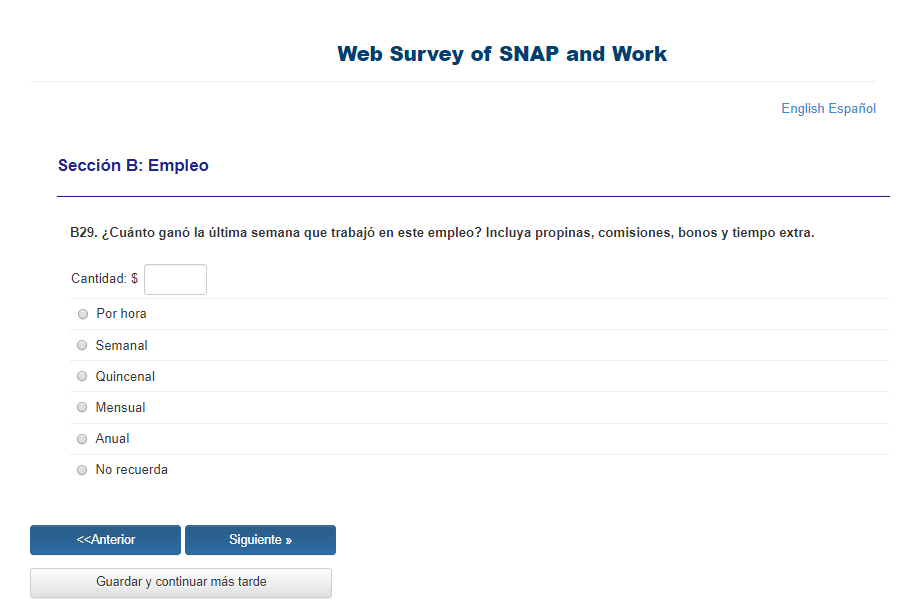 Web Survey of SNAP and Work
English Español
Sección B: Empleo
B29. ¿Cuánto ganó la última semana que trabajó en este empleo? Incluya propinas, comisiones, bonos y tiempo extra.
Cantidad: $
Por hora
Semanal
Quincenal
Mensual
Anual
No recuerda
<<Anterior
Siguiente »
Guardar y continuar más tarde